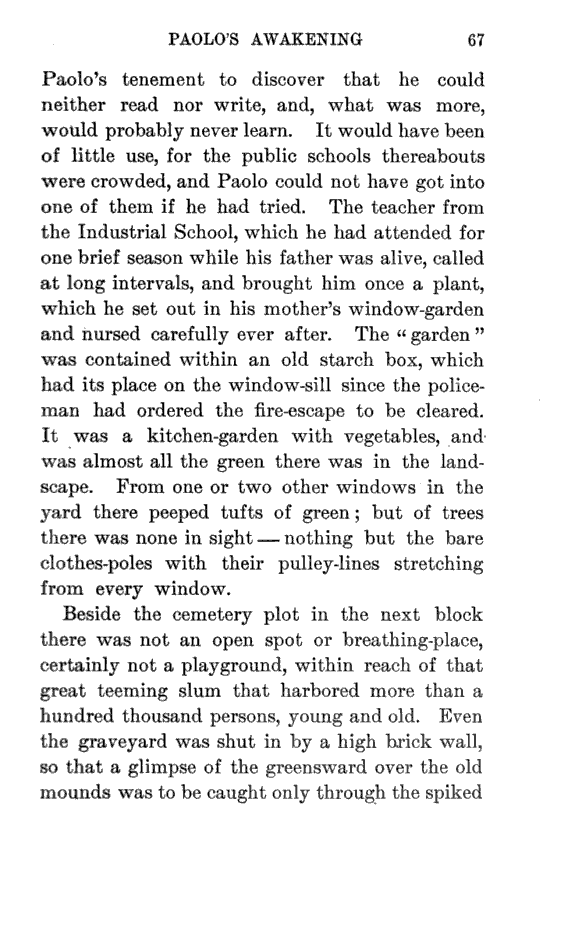 PAOLO'S AWAKENING 67
Paolo's tenement to discover that he could
neither read nor write, and, what was more,
would probably never learn. It would have been
of little use, for the public schools thereabouts
were crowded, and Paolo could not have got into
one of them if he had tried. The teacher from
the Industrial School, which he had attended for
one brief season while his father was alive, called
at long intervals, and brought him once a plant,
which he set out in his mother's window-garden
and nursed carefully ever after. The “garden”
was contained within an old starch box, which
had its place on the window-sill since the police-
man had ordered the fire-escape to be cleared.
It was a kitchen-garden with vegetables, and
was almost all the green there was in the land-
scape. From one or two other windows in the
yard there peeped tufts of green; but of trees
there was none in sight — nothing but the bare
clothes-poles with their pulley-lines stretching
from every window.
Beside the cemetery plot in the next block
there was not an open spot or breathing-place,
certainly not a playground, within reach of that
great teeming slum that harbored more than a
hundred thousand persons, young and old. Even
the graveyard was shut in by a high brick wall,
so that a glimpse of the greensward over the old
mounds was to be caught only through the spiked